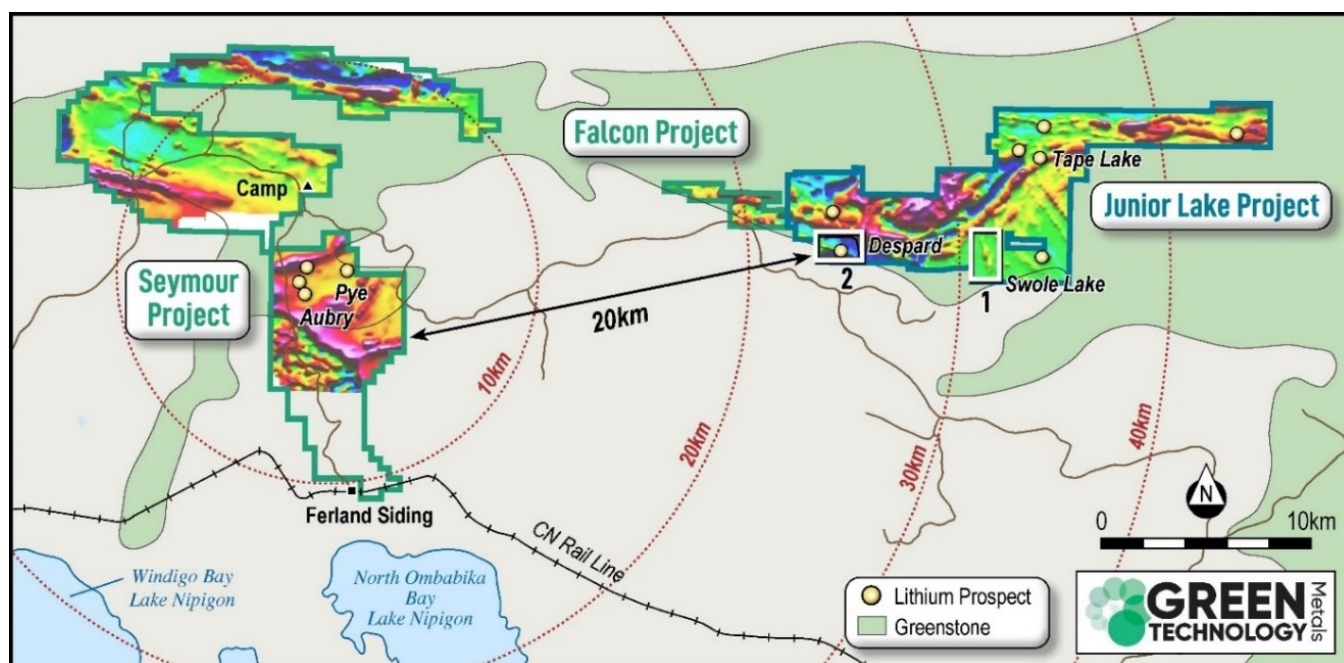 Falcon Project
Camp
Tape Lake
Junior Lake Project
Seymour
Project
Pye
Aubry
Despard
2
1
Swole Lake
20km
10km
20km
30km
40km
N
0
10km
Ferland Siding
CN Rail Line
Windigo Bay
Lake Nipigon
North Ombabika
Bay
Lake Nipigon
Lithium Prospect
Greenstone
GREEN
TECHNOLOGY
Metals